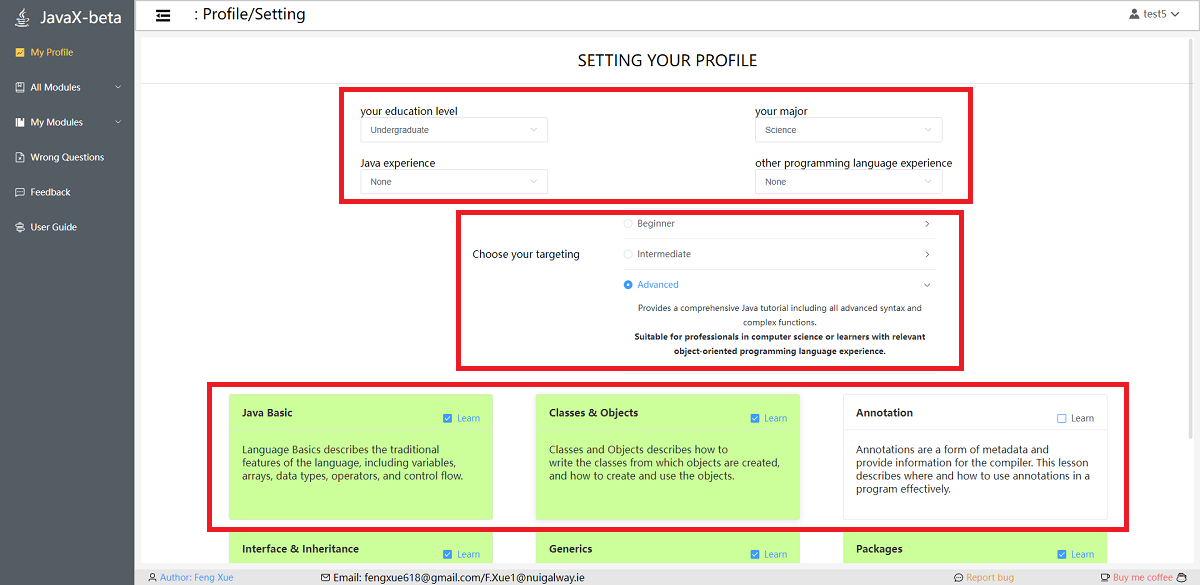 JavaX-beta
: Profile/Setting
test5
My Profile
All Modules
My Modules
Wrong Questions
Feedback
User Guide
SETTING YOUR PROFILE
your education level
Undergraduate
your major
Science
Java experience
None
other programming language experience
None
Choose your targeting
Beginner
Intermediate
Advanced
Provides a comprehensive Java tutorial including all advanced syntax and
complex functions.
Suitable for professionals in computer science or learners with relevant
object-oriented programming language experience.
Java Basic
Learn
Language Basics describes the traditional
features of the language, including variables,
arrays, data types, operators, and control flow.
Classes & Objects
Learn
Classes and Objects describes how to
write the classes from which objects are created,
and how to create and use the objects.
Annotation
Learn
Annotations are a form of metadata and
provide information for the compiler. This lesson
describes where and how to use annotations in a
program effectively.
Interface & Inheritance
Learn
Generics
Learn
Packages
Learn
Author: Feng Xue
Email: fengxue618@gmail.com/F.Xue1@nuigalway.ie
Report bug
Buy me coffee